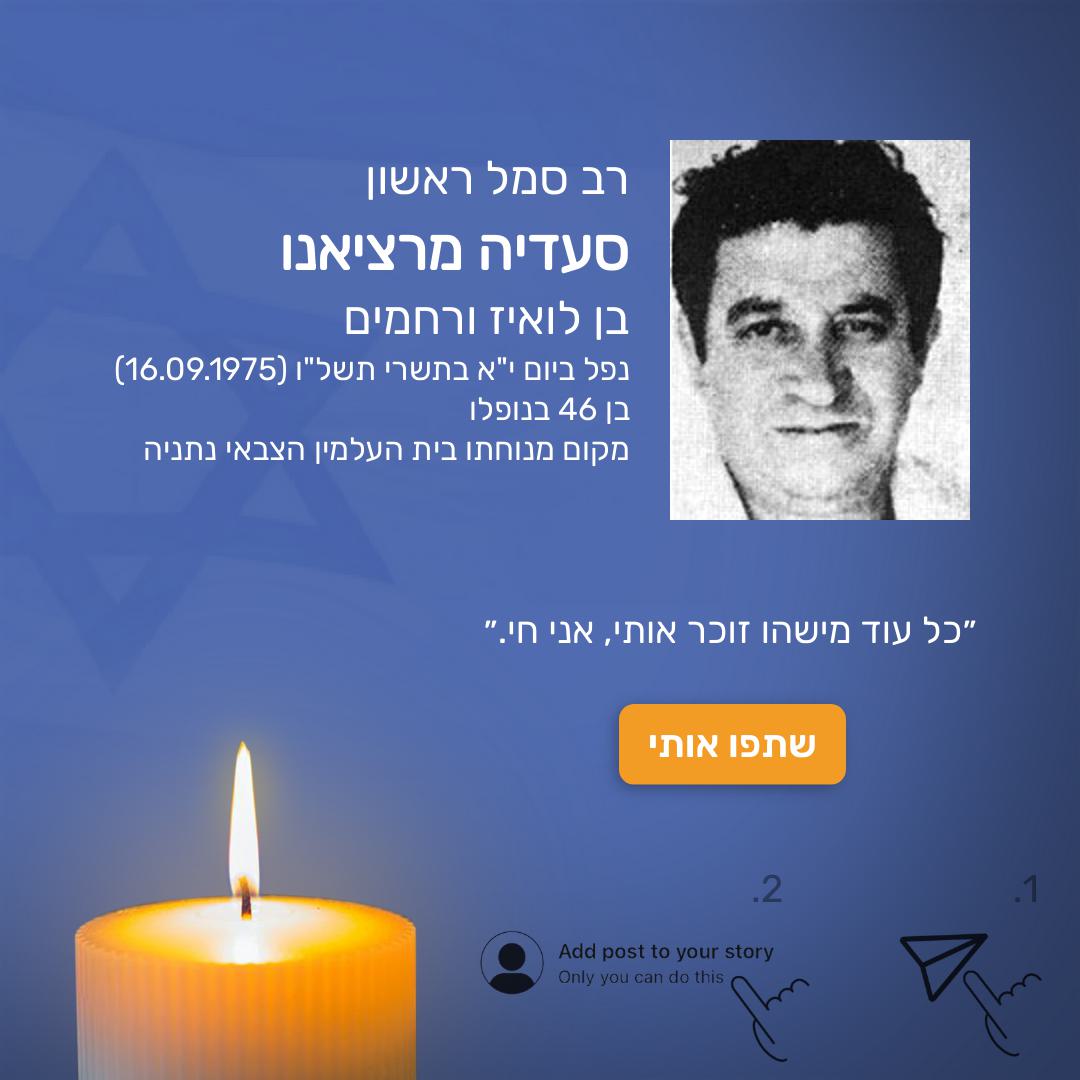 רב סמל ראשון
סעדיה מרציאנו
בן לואיז ורחמים
נפל ביום י"א בתשרי תשל"ו (16.09.1975)
בן 46 בנופלו
מקום מנוחתו בית העלמין הצבאי נתניה
״כל עוד מישהו זוכר אותי, אני חי.״
שתפו אותי
.1
.2
Add post to your story
Only you can do this